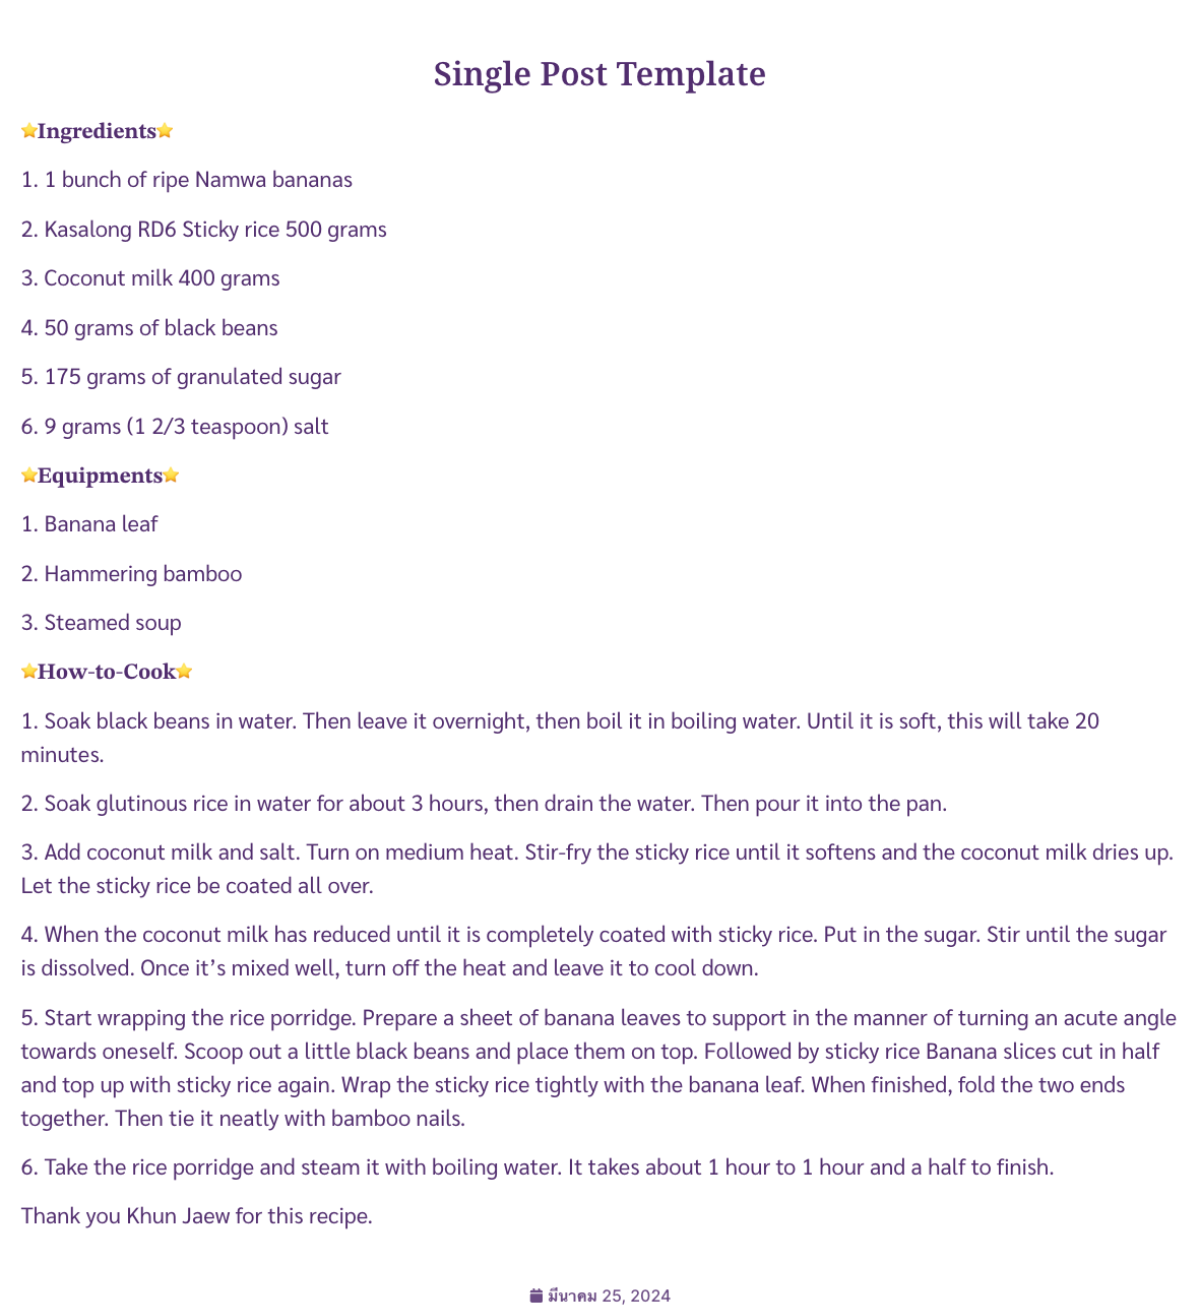 Single Post Template
⭐Ingredients⭐
1. 1 bunch of ripe Namwa bananas
2. Kasalong RD6 Sticky rice 500 grams
3. Coconut milk 400 grams
4. 50 grams of black beans
5. 175 grams of granulated sugar
6. 9 grams (1 2/3 teaspoon) salt
⭐Equipments⭐
1. Banana leaf
2. Hammering bamboo
3. Steamed soup
⭐How-to-Cook⭐
1. Soak black beans in water. Then leave it overnight, then boil it in boiling water. Until it is soft, this will take 20
minutes.
2. Soak glutinous rice in water for about 3 hours, then drain the water. Then pour it into the pan.
3. Add coconut milk and salt. Turn on medium heat. Stir-fry the sticky rice until it softens and the coconut milk dries up.
Let the sticky rice be coated all over.
4. When the coconut milk has reduced until it is completely coated with sticky rice. Put in the sugar. Stir until the sugar
is dissolved. Once it’s mixed well, turn off the heat and leave it to cool down.
5. Start wrapping the rice porridge. Prepare a sheet of banana leaves to support in the manner of turning an acute angle
towards oneself. Scoop out a little black beans and place them on top. Followed by sticky rice Banana slices cut in half
and top up with sticky rice again. Wrap the sticky rice tightly with the banana leaf. When finished, fold the two ends
together. Then tie it neatly with bamboo nails.
6. Take the rice porridge and steam it with boiling water. It takes about 1 hour to 1 hour and a half to finish.
Thank you Khun Jaew for this recipe.
มีนาคม 25, 2024